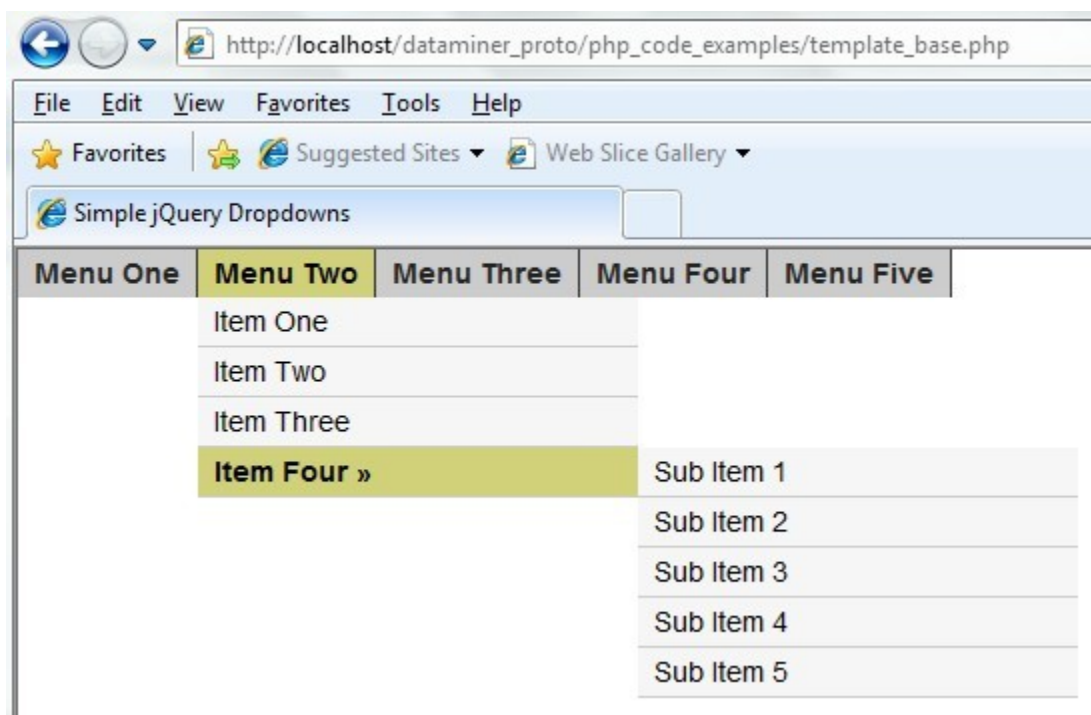 http://localhost/dataminer_proto/php_code_examples/template_base.php
File Edit View Favorites Tools Help
Favorites Suggested Sites Web Slice Gallery
Simple jQuery Dropdowns
Menu One Menu Two Menu Three Menu Four Menu Five
Item One
Item Two
Item Three
Item Four » Sub Item 1
Sub Item 2
Sub Item 3
Sub Item 4
Sub Item 5